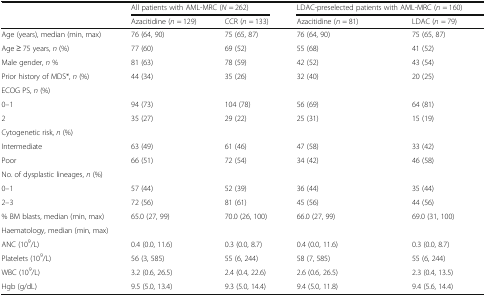 All patients with AML-MRC (N = 262) LDAC-preselected patients with AML-MRC (n = 160)
Azacitidine (n = 129) CCR (n = 133) Azacitidine (n = 81) LDAC (n = 79)
Age (years), median (min, max) 76 (64, 90) 75 (65, 87) 76 (64, 90) 75 (65, 87)
Age ≥ 75 years, n (%) 77 (60) 69 (52) 55 (68) 41 (52)
Male gender, n % 81 (63) 78 (59) 42 (52) 43 (54)
Prior history of MDS*, n (%) 44 (34) 35 (26) 32 (40) 20 (25)
ECOG PS, n (%)
0–1 94 (73) 104 (78) 56 (69) 64 (81)
2 35 (27) 29 (22) 25 (31) 15 (19)
Cytogenetic risk, n (%)
Intermediate 63 (49) 61 (46) 47 (58) 33 (42)
Poor 66 (51) 72 (54) 34 (42) 46 (58)
No. of dysplastic lineages, n (%)
0–1 57 (44) 52 (39) 36 (44) 35 (44)
2–3 72 (56) 81 (61) 45 (56) 44 (56)
% BM blasts, median (min, max) 65.0 (27, 99) 70.0 (26, 100) 66.0 (27, 99) 69.0 (31, 100)
Haematology, median (min, max)
ANC (10⁹/L) 0.4 (0.0, 11.6) 0.3 (0.0, 8.7) 0.4 (0.0, 11.6) 0.3 (0.0, 8.7)
Platelets (10⁹/L) 56 (3, 585) 55 (6, 244) 58 (7, 585) 55 (6, 244)
WBC (10⁹/L) 3.2 (0.6, 26.5) 2.4 (0.4, 22.6) 2.6 (0.6, 26.5) 2.3 (0.4, 13.5)
Hgb (g/dL) 9.5 (5.0, 13.4) 9.3 (5.0, 14.4) 9.4 (5.0, 11.8) 9.4 (5.6, 14.4)